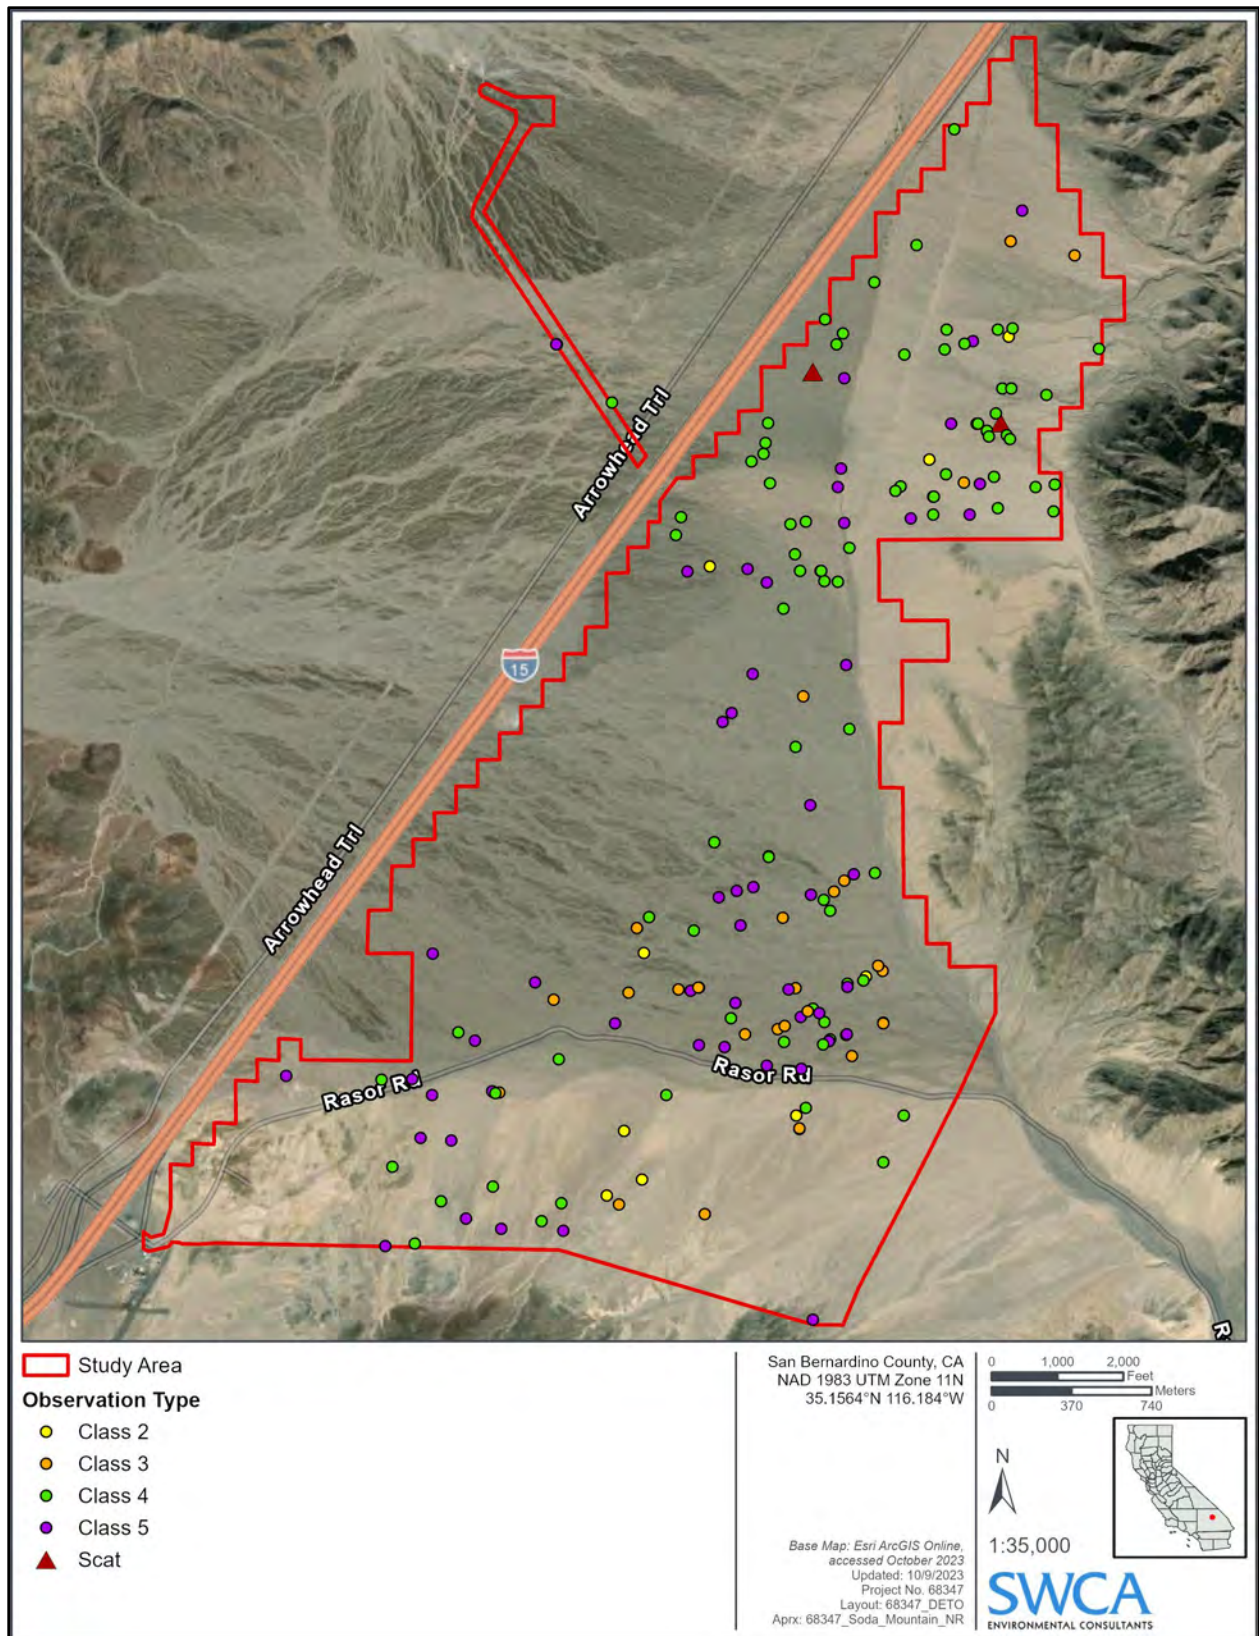 Arrowhead Trl
15
Arrowhead Trl
Rasor Rd
Rasor Rd
Study Area
Observation Type
Class 2
Class 3
Class 4
Class 5
Scat
San Bernardino County, CA
NAD 1983 UTM Zone 11N
35.1564°N 116.184°W
Base Map: Esri ArcGIS Online,
accessed October 2023
Updated: 10/9/2023
Project No. 68347
Layout: 68347_DETO
Aprx: 68347_Soda_Mountain_NR
0 1,000 2,000
Feet
Meters
0 370 740
N
1:35,000
SWCA
ENVIRONMENTAL CONSULTANTS